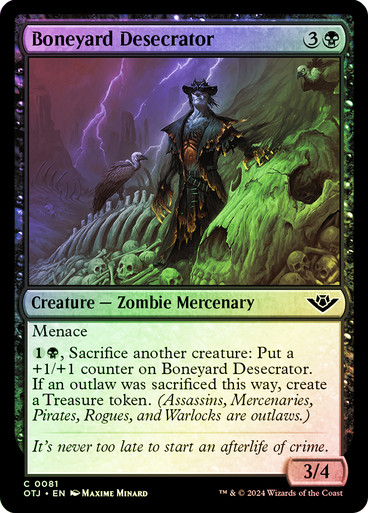 Boneyard Desecrator 3
Creature — Zombie Mercenary
Menace
1, Sacrifice another creature: Put a
+1/+1 counter on Boneyard Desecrator.
If an outlaw was sacrificed this way, create
a Treasure token. (Assassins, Mercenaries,
Pirates, Rogues, and Warlocks are outlaws.)
It's never too late to start an afterlife of crime.
3/4
C 0081
OTJ • EN Maxime Minard
™ & © 2024 Wizards of the Coast